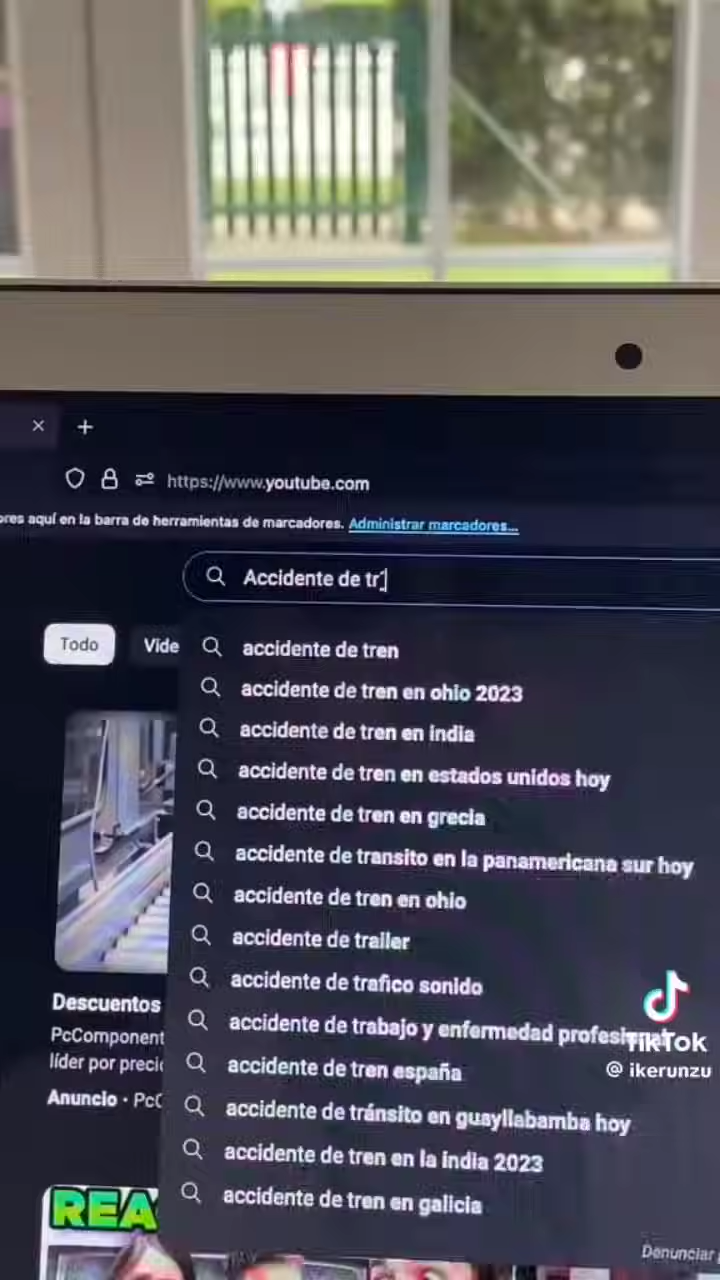 https://www.youtube.com
ores aquí en la barra de herramientas de marcadores. Administrar marcadores...
Accidente de tr
Todo
Vide
accidente de tren
accidente de tren en ohio 2023
accidente de tren en india
accidente de tren en estados unidos hoy
accidente de tren en grecia
accidente de transito en la panamericana sur hoy
accidente de tren en ohio
accidente de trailer
accidente de trafico sonido
accidente de trabajo y enfermedad profesional
accidente de tren españa
accidente de tránsito en guayllabamba hoy
accidente de tren en la india 2023
accidente de tren en galicia
Descuentos
PcComponent
líder por preci
Anuncio · PcC
TikTok
@ ikerunzu
REA
Denunciar